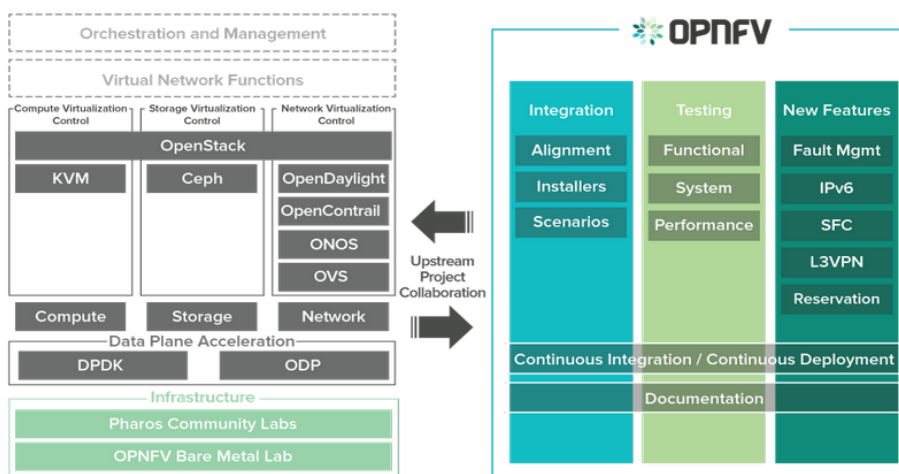 Orchestration and Management
Virtual Network Functions
Compute Virtualization
Control
Storage Virtualization
Control
Network Virtualization
Control
OpenStack
KVM
Ceph
OpenDaylight
OpenContrail
ONOS
OVS
Compute
Storage
Network
Data Plane Acceleration
DPDK
ODP
Infrastructure
Pharos Community Labs
OPNFV Bare Metal Lab
Upstream
Project
Collaboration
OPNFV
Integration
Alignment
Installers
Scenarios
Testing
Functional
System
Performance
New Features
Fault Mgmt
IPv6
SFC
L3VPN
Reservation
Continuous Integration / Continuous Deployment
Documentation